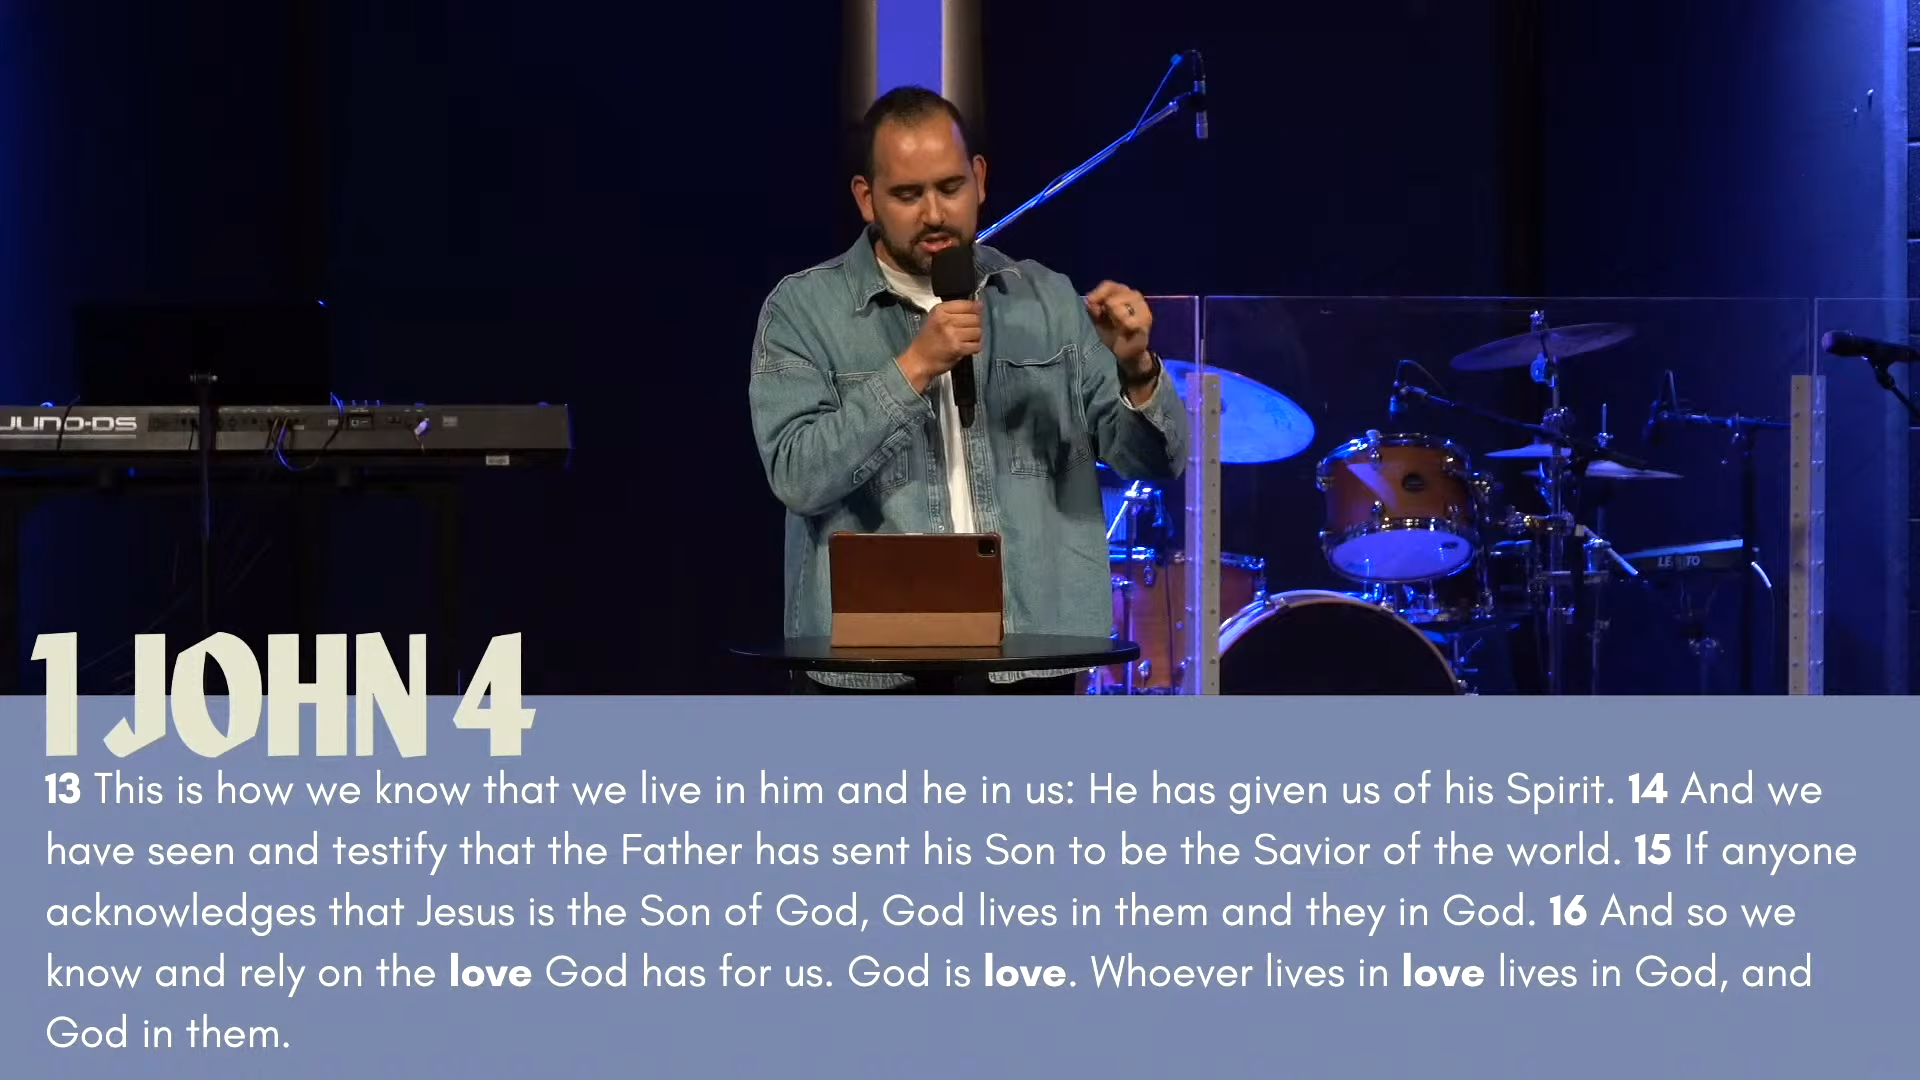 JUNO-DS
1 JOHN 4
13 This is how we know that we live in him and he in us: He has given us of his Spirit. 14 And we
have seen and testify that the Father has sent his Son to be the Savior of the world. 15 If anyone
acknowledges that Jesus is the Son of God, God lives in them and they in God. 16 And so we
know and rely on the love God has for us. God is love. Whoever lives in love lives in God, and
God in them.